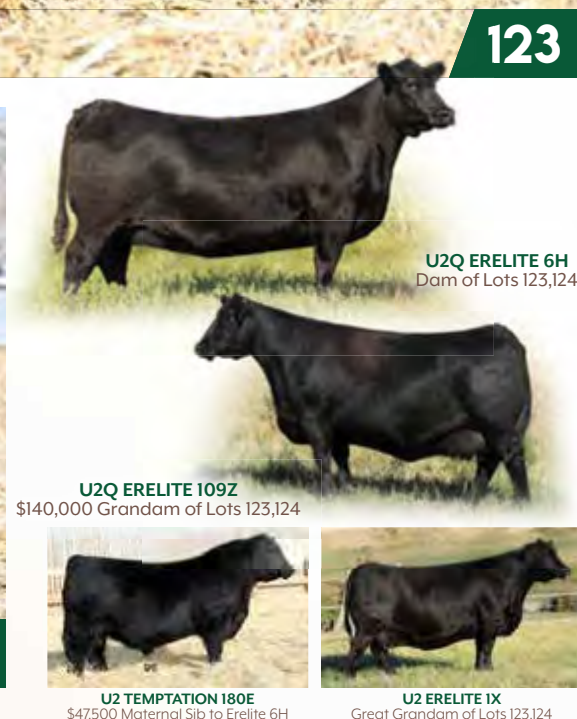 123
U2Q ERELITE 6H
Dam of Lots 123,124
U2Q ERELITE 109Z
$140,000 Grandam of Lots 123,124
U2 TEMPTATION 180E
$47,500 Maternal Sib to Erelite 6H
U2 ERELITE 1X
Great Grandam of Lots 123,124